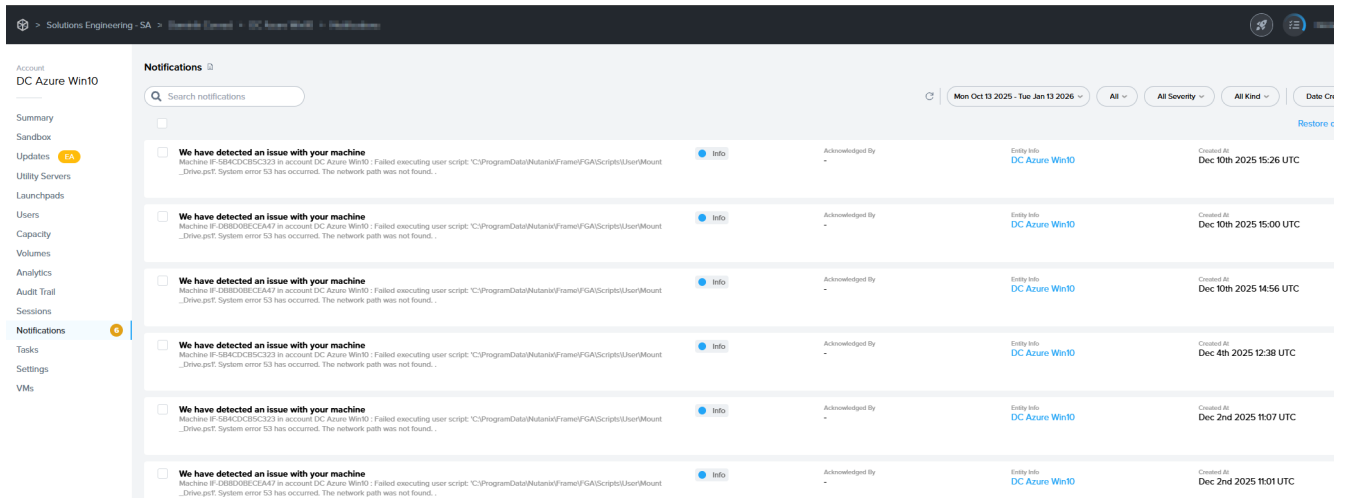 > Solutions Engineering - SA >
Account
DC Azure Win10
Summary
Sandbox
Updates EA
Utility Servers
Launchpads
Users
Capacity
Volumes
Analytics
Audit Trail
Sessions
Notifications 6
Tasks
Settings
VMs
Notifications
Search notifications
Mon Oct 13 2025 - Tue Jan 13 2026
All
All Severity
All Kind
Date Cre
Restore
We have detected an issue with your machine
Machine IF-5B4CDCB5C323 in account DC Azure Win10 : Failed executing user script: 'C:\ProgramData\Nutanix\Frame\FGA\Scripts\User\Mount
_Drive.ps1'. System error 53 has occurred. The network path was not found. .
Info
Acknowledged By
-
Entity Info
DC Azure Win10
Created At
Dec 10th 2025 15:26 UTC
We have detected an issue with your machine
Machine IF-DB8D0BECEA47 in account DC Azure Win10 : Failed executing user script: 'C:\ProgramData\Nutanix\Frame\FGA\Scripts\User\Mount
_Drive.ps1'. System error 53 has occurred. The network path was not found. .
Info
Acknowledged By
-
Entity Info
DC Azure Win10
Created At
Dec 10th 2025 15:00 UTC
We have detected an issue with your machine
Machine IF-DB8D0BECEA47 in account DC Azure Win10 : Failed executing user script: 'C:\ProgramData\Nutanix\Frame\FGA\Scripts\User\Mount
_Drive.ps1'. System error 53 has occurred. The network path was not found. .
Info
Acknowledged By
-
Entity Info
DC Azure Win10
Created At
Dec 10th 2025 14:56 UTC
We have detected an issue with your machine
Machine IF-5B4CDCB5C323 in account DC Azure Win10 : Failed executing user script: 'C:\ProgramData\Nutanix\Frame\FGA\Scripts\User\Mount
_Drive.ps1'. System error 53 has occurred. The network path was not found. .
Info
Acknowledged By
-
Entity Info
DC Azure Win10
Created At
Dec 4th 2025 12:38 UTC
We have detected an issue with your machine
Machine IF-5B4CDCB5C323 in account DC Azure Win10 : Failed executing user script: 'C:\ProgramData\Nutanix\Frame\FGA\Scripts\User\Mount
_Drive.ps1'. System error 53 has occurred. The network path was not found. .
Info
Acknowledged By
-
Entity Info
DC Azure Win10
Created At
Dec 2nd 2025 11:07 UTC
We have detected an issue with your machine
Machine IF-DB8D0BECEA47 in account DC Azure Win10 : Failed executing user script: 'C:\ProgramData\Nutanix\Frame\FGA\Scripts\User\Mount
_Drive.ps1'. System error 53 has occurred. The network path was not found. .
Info
Acknowledged By
-
Entity Info
DC Azure Win10
Created At
Dec 2nd 2025 11:01 UTC